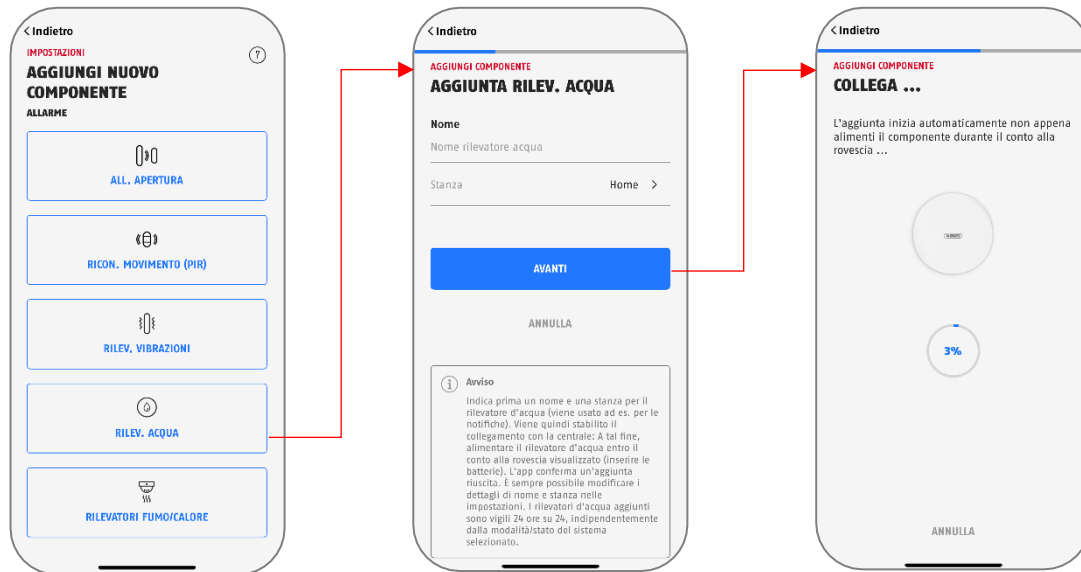 Indietro
IMPOSTAZIONI
?
AGGIUNGI NUOVO
COMPONENTE
ALLARME
ALL. APERTURA
RICON. MOVIMENTO (PIR)
RILEV. VIBRAZIONI
RILEV. ACQUA
RILEVATORI FUMO/CALORE
Indietro
AGGIUNGI COMPONENTE
AGGIUNTA RILEV. ACQUA
Nome
Nome rilevatore acqua
Stanza Home
AVANTI
ANNULLA
i Avviso
Indica prima un nome e una stanza per il
rilevatore d'acqua (viene usato ad es. per le
notifiche). Viene quindi stabilito il
collegamento con la centrale: A tal fine,
alimentare il rilevatore d'acqua entro il
conto alla rovescia visualizzato (inserire le
batterie). L'app conferma un'aggiunta
riuscita. È sempre possibile modificare i
dettagli di nome e stanza nelle
impostazioni. I rilevatori d'acqua aggiunti
sono vigili 24 ore su 24, indipendentemente
dalla modalità/stato del sistema
selezionato.
Indietro
AGGIUNGI COMPONENTE
COLLEGA ...
L'aggiunta inizia automaticamente non appena
alimenti il componente durante il conto alla
rovescia ...
3%
ANNULLA